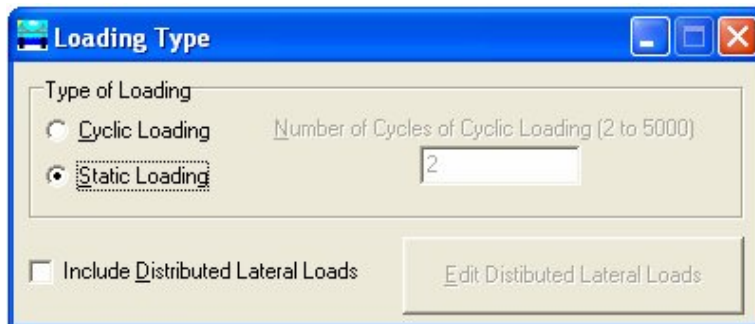 Loading Type
Type of Loading
Cyclic Loading
Number of Cycles of Cyclic Loading (2 to 5000)
Static Loading
2
Include Distributed Lateral Loads
Edit Distibuted Lateral Loads